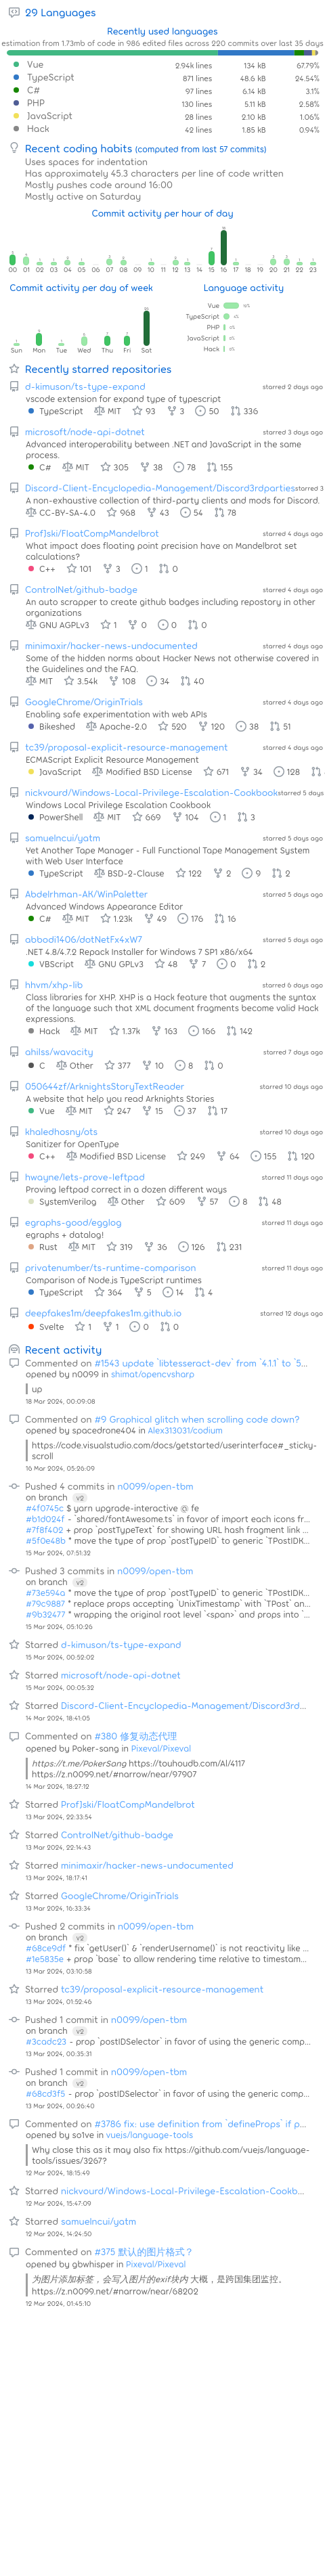 29 Languages
Recently used languages
estimation from 1.73mb of code in 986 edited files across 220 commits over last 35 days
Vue 2.94k lines 134 kB 67.79%
TypeScript 871 lines 48.6 kB 24.54%
C# 97 lines 6.14 kB 3.1%
PHP 130 lines 5.11 kB 2.58%
JavaScript 28 lines 2.10 kB 1.06%
Hack 42 lines 1.85 kB 0.94%
Recent coding habits (computed from last 57 commits)
Uses spaces for indentation
Has approximately 45.3 characters per line of code written
Mostly pushes code around 16:00
Mostly active on Saturday
Commit activity per hour of day
00 01 02 03 04 05 06 07 08 09 10 11 12 13 14 15 16 17 18 19 20 21 22 23
Commit activity per day of week
Language activity
Vue
TypeScript
PHP
JavaScript
Hack
Sun Mon Tue Wed Thu Fri Sat
Recently starred repositories
d-kimuson/ts-type-expand starred 2 days ago
vscode extension for expand type of typescript
TypeScript MIT 93 3 50 336
microsoft/node-api-dotnet starred 3 days ago
Advanced interoperability between .NET and JavaScript in the same
process.
C# MIT 305 38 78 155
Discord-Client-Encyclopedia-Management/Discord3rdparties starred 3
A non-exhaustive collection of third-party clients and mods for Discord.
CC-BY-SA-4.0 968 43 54 78
ProfJski/FloatCompMandelbrot starred 4 days ago
What impact does floating point precision have on Mandelbrot set
calculations?
C++ 101 3 1 0
ControlNet/github-badge starred 4 days ago
An auto scrapper to create github badges including repostory in other
organizations
GNU AGPLv3 1 0 0 0
minimaxir/hacker-news-undocumented starred 4 days ago
Some of the hidden norms about Hacker News not otherwise covered in
the Guidelines and the FAQ.
MIT 3.54k 108 34 40
GoogleChrome/OriginTrials starred 4 days ago
Enabling safe experimentation with web APIs
Bikeshed Apache-2.0 520 120 38 51
tc39/proposal-explicit-resource-management starred 4 days ago
ECMAScript Explicit Resource Management
JavaScript Modified BSD License 671 34 128
nickvourd/Windows-Local-Privilege-Escalation-Cookbook starred 5 days
Windows Local Privilege Escalation Cookbook
PowerShell MIT 669 104 1 3
samuelncui/yatm starred 5 days ago
Yet Another Tape Manager - Full Functional Tape Management System
with Web User Interface
TypeScript BSD-2-Clause 122 2 9 2
Abdelrhman-AK/WinPaletter starred 5 days ago
Advanced Windows Appearance Editor
C# MIT 1.23k 49 176 16
abbodi1406/dotNetFx4xW7 starred 5 days ago
.NET 4.8/4.7.2 Repack Installer for Windows 7 SP1 x86/x64
VBScript GNU GPLv3 48 7 0 2
hhvm/xhp-lib starred 6 days ago
Class libraries for XHP. XHP is a Hack feature that augments the syntax
of the language such that XML document fragments become valid Hack
expressions.
Hack MIT 1.37k 163 166 142
ahilss/wavacity starred 7 days ago
C Other 377 10 8 0
050644zf/ArknightsStoryTextReader starred 10 days ago
A website that help you read Arknights Stories
Vue MIT 247 15 37 17
khaledhosny/ots starred 10 days ago
Sanitizer for OpenType
C++ Modified BSD License 249 64 155 120
hwayne/lets-prove-leftpad starred 11 days ago
Proving leftpad correct in a dozen different ways
SystemVerilog Other 609 57 8 48
egraphs-good/egglog starred 11 days ago
egraphs + datalog!
Rust MIT 319 36 126 231
privatenumber/ts-runtime-comparison starred 11 days ago
Comparison of Node.js TypeScript runtimes
TypeScript 364 5 14 4
deepfakes1m/deepfakes1m.github.io starred 12 days ago
Svelte 1 1 0 0
Recent activity
Commented on #1543 update `libtesseract-dev` from `4.1.1` to `5...
opened by n0099 in shimat/opencvsharp
up
18 Mar 2024, 00:09:08
Commented on #9 Graphical glitch when scrolling code down?
opened by spacedrone404 in Alex313031/codium
https://code.visualstudio.com/docs/getstarted/userinterface#_sticky-
scroll
16 Mar 2024, 05:26:09
Pushed 4 commits in n0099/open-tbm
on branch v2
#4f0745c $ yarn upgrade-interactive @ fe
#b1d024f - `shared/fontAwesome.ts` in favor of import each icons fr...
#7f8f402 + prop `postTypeText` for showing URL hash fragment link ...
#5f0e48b * move the type of prop `postTypeID` to generic `TPostIDK...
15 Mar 2024, 07:51:32
Pushed 3 commits in n0099/open-tbm
on branch v2
#73e594a * move the type of prop `postTypeID` to generic `TPostIDK...
#79c9887 * replace props accepting `UnixTimestamp` with `TPost` an...
#9b32477 * wrapping the original root level `<span>` and props into `...
15 Mar 2024, 05:10:26
Starred d-kimuson/ts-type-expand
15 Mar 2024, 00:52:02
Starred microsoft/node-api-dotnet
15 Mar 2024, 00:05:32
Starred Discord-Client-Encyclopedia-Management/Discord3rd...
14 Mar 2024, 18:41:05
Commented on #380 修复动态代理
opened by Poker-sang in Pixeval/Pixeval
https://t.me/PokerSang https://touhoudb.com/Al/4117
https://z.n0099.net/#narrow/near/97907
14 Mar 2024, 18:27:12
Starred ProfJski/FloatCompMandelbrot
13 Mar 2024, 22:33:54
Starred ControlNet/github-badge
13 Mar 2024, 22:14:43
Starred minimaxir/hacker-news-undocumented
13 Mar 2024, 18:17:41
Starred GoogleChrome/OriginTrials
13 Mar 2024, 16:33:34
Pushed 2 commits in n0099/open-tbm
on branch v2
#68ce9df * fix `getUser()` & `renderUsername()` is not reactivity like ...
#1e5835e + prop `base` to allow rendering time relative to timestam...
13 Mar 2024, 03:10:58
Starred tc39/proposal-explicit-resource-management
13 Mar 2024, 01:52:46
Pushed 1 commit in n0099/open-tbm
on branch v2
#3cadc23 - prop `postIDSelector` in favor of using the generic comp...
13 Mar 2024, 00:35:31
Pushed 1 commit in n0099/open-tbm
on branch v2
#68cd3f5 - prop `postIDSelector` in favor of using the generic comp...
13 Mar 2024, 00:26:40
Commented on #3786 fix: use definition from `defineProps` if p...
opened by so1ve in vuejs/language-tools
Why close this as it may also fix https://github.com/vuejs/language-
tools/issues/3267?
12 Mar 2024, 18:15:49
Starred nickvourd/Windows-Local-Privilege-Escalation-Cookb...
12 Mar 2024, 15:47:09
Starred samuelncui/yatm
12 Mar 2024, 14:24:50
Commented on #375 默认的图片格式？
opened by gbwhisper in Pixeval/Pixeval
为图片添加标签，会写入图片的exif块内 大概，是跨国集团监控。
https://z.n0099.net/#narrow/near/68202
12 Mar 2024, 01:45:10